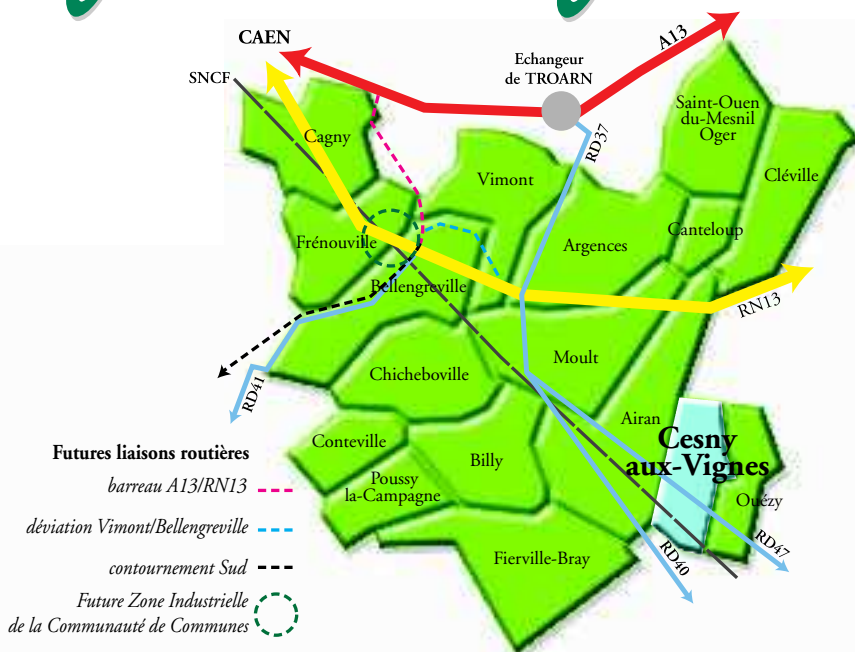 CAEN
A13
Echangeur
de TROARN
SNCF
Saint-Ouen
du-Mesnil
Oger
Cagny
RD37
Vimont
Cléville
Frénouville
Argences
Canteloup
Bellengreville
RN13
Moult
Chicheboville
RD41
Airan
Cesny
aux-Vignes
Conteville
Billy
Poussy
la-Campagne
Ouézy
Fierville-Bray
RD40
RD47
Futures liaisons routières
barreau A13/RN13
déviation Vimont/Bellengreville
contournement Sud
Future Zone Industrielle
de la Communauté de Communes